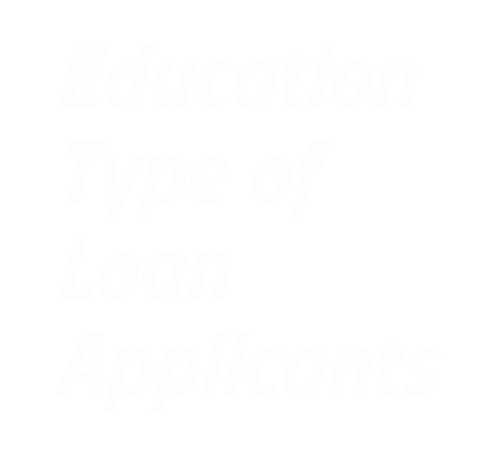 Education
Type of
Loan
Applicants